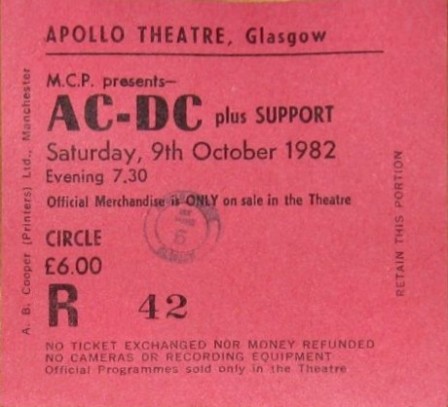 APOLLO THEATRE, Glasgow
M.C.P. presents—
AC-DC plus SUPPORT
Saturday, 9th October 1982
Evening 7.30
Official Merchandise is ONLY on sale in the Theatre
CIRCLE
£6.00
R 42
NO TICKET EXCHANGED NOR MONEY REFUNDED
NO CAMERAS OR RECORDING EQUIPMENT
Official Programmes sold only in the Theatre
A. B. Cooper (Printers) Ltd., Manchester
RETAIN THIS PORTION